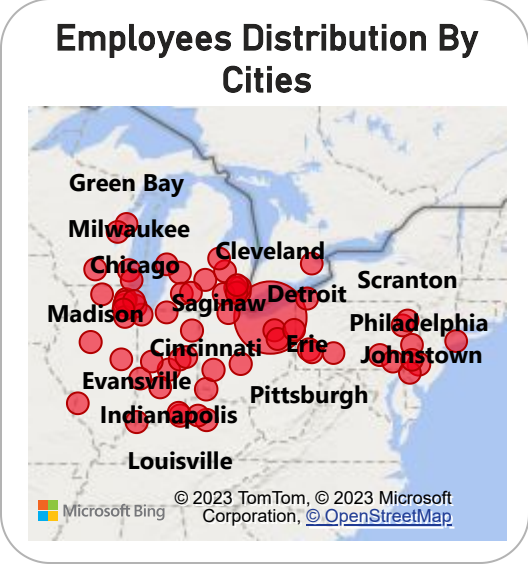 Employees Distribution By
Cities
Green Bay
Milwaukee
Cleveland
Chicago
Scranton
Saginaw
Detroit
Madison
Philadelphia
Cincinnati
Erie
Johnstown
Evansville
Pittsburgh
Indianapolis
Louisville
© 2023 TomTom, © 2023 Microsoft
Microsoft Bing
Corporation, © OpenStreetMap